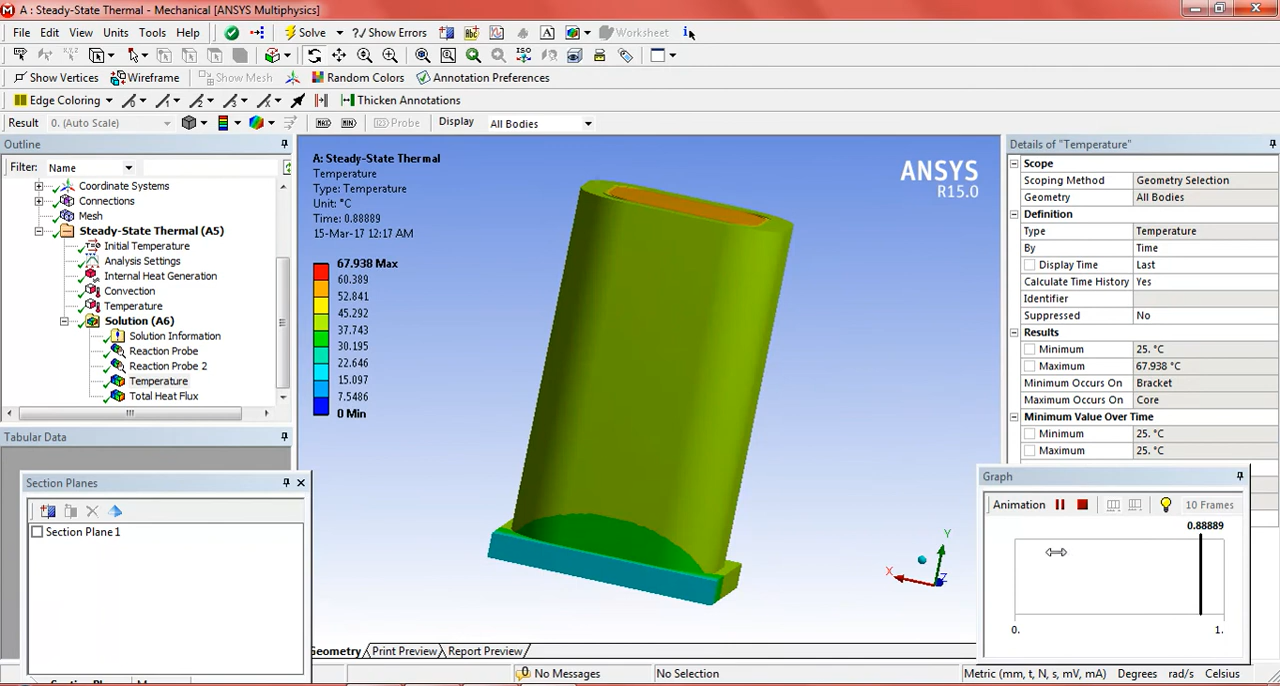 A : Steady-State Thermal - Mechanical [ANSYS Multiphysics]
File Edit View Units Tools Help Solve ?/Show Errors Worksheet
Show Vertices Wireframe Show Mesh Random Colors Annotation Preferences
Edge Coloring Thicken Annotations
Result 0. (Auto Scale) Probe Display All Bodies
Outline
Filter: Name
Coordinate Systems
Connections
Mesh
Steady-State Thermal (A5)
Initial Temperature
Analysis Settings
Internal Heat Generation
Convection
Temperature
Solution (A6)
Solution Information
Reaction Probe
Reaction Probe 2
Temperature
Total Heat Flux
Tabular Data
Section Planes
Section Plane 1
A: Steady-State Thermal
Temperature
Type: Temperature
Unit: °C
Time: 0.88889
15-Mar-17 12:17 AM
67.938 Max
60.389
52.841
45.292
37.743
30.195
22.646
15.097
7.5486
0 Min
ANSYS
R15.0
Y
X
Z
Geometry Print Preview Report Preview
Details of "Temperature"
Scope
Scoping Method Geometry Selection
Geometry All Bodies
Definition
Type Temperature
By Time
Display Time Last
Calculate Time History Yes
Identifier
Suppressed No
Results
Minimum 25. °C
Maximum 67.938 °C
Minimum Occurs On Bracket
Maximum Occurs On Core
Minimum Value Over Time
Minimum 25. °C
Maximum 25. °C
Graph
Animation 10 Frames
0.88889
0. 1.
No Messages No Selection Metric (mm, t, N, s, mV, mA) Degrees rad/s Celsius